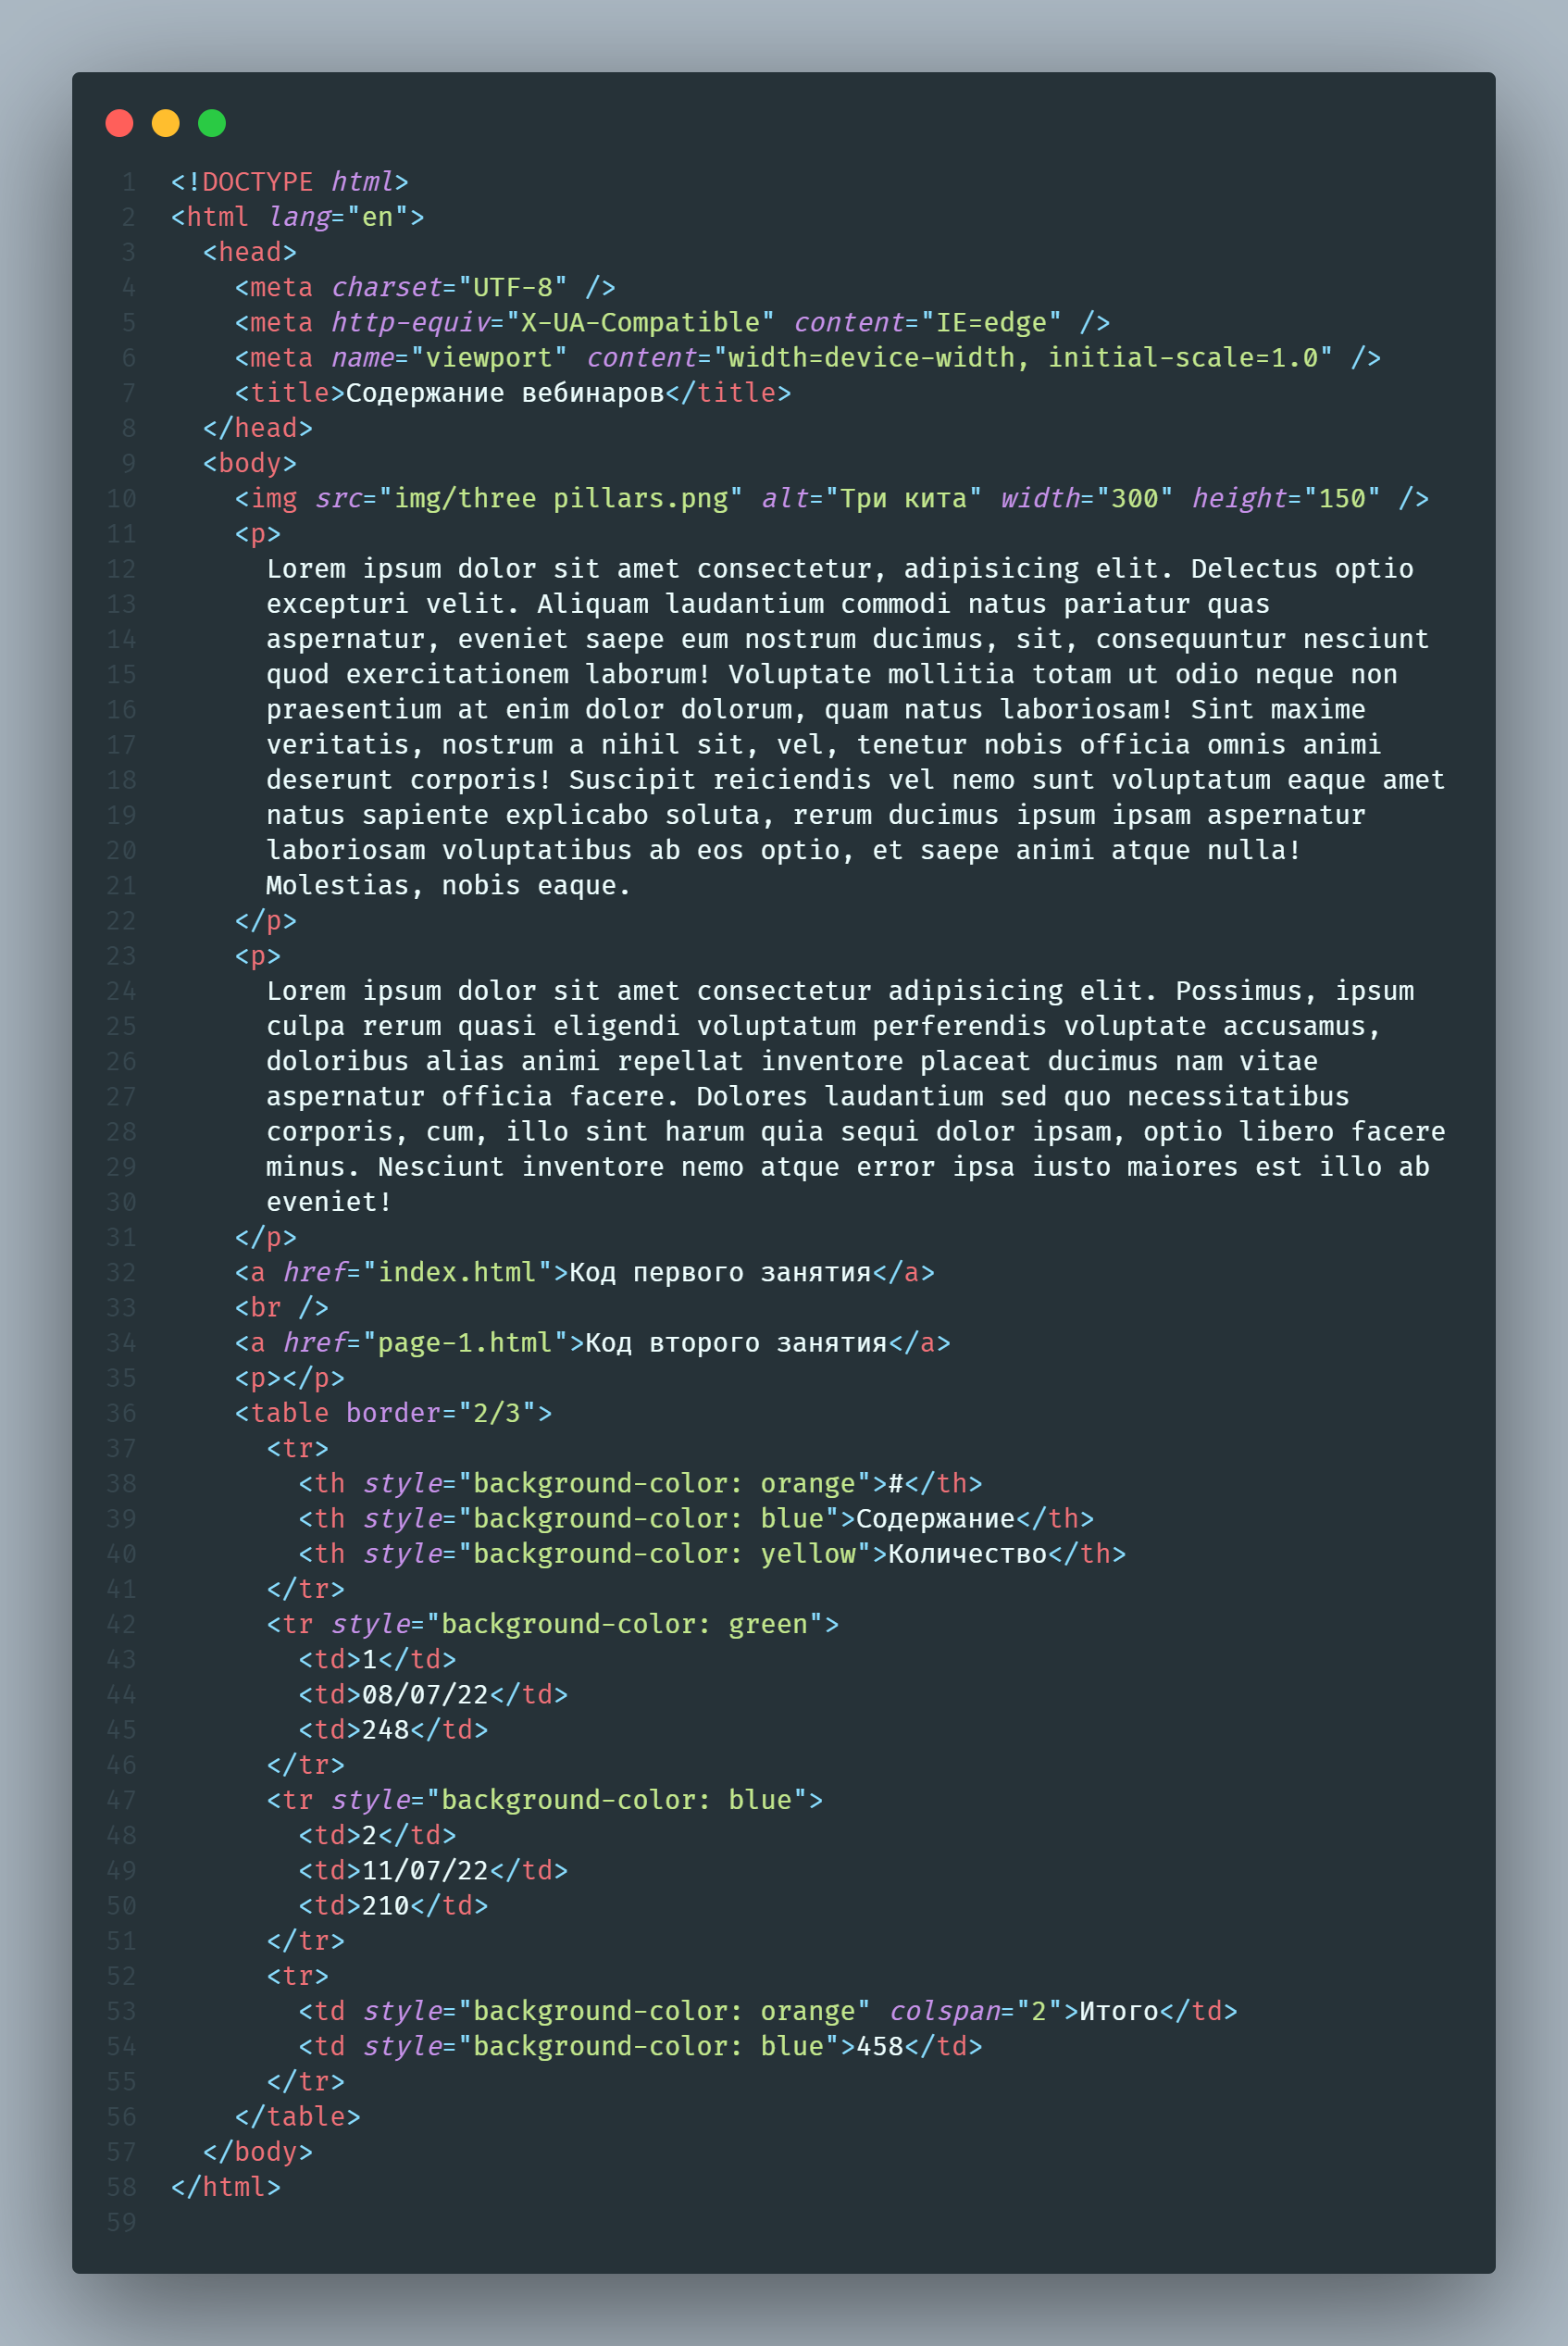 1 <!DOCTYPE html>
2 <html lang="en">
3   <head>
4     <meta charset="UTF-8" />
5     <meta http-equiv="X-UA-Compatible" content="IE=edge" />
6     <meta name="viewport" content="width=device-width, initial-scale=1.0" />
7     <title>Содержание вебинаров</title>
8   </head>
9   <body>
10     <img src="img/three pillars.png" alt="Три кита" width="300" height="150" />
11     <p>
12       Lorem ipsum dolor sit amet consectetur, adipisicing elit. Delectus optio
13       excepturi velit. Aliquam laudantium commodi natus pariatur quas
14       aspernatur, eveniet saepe eum nostrum ducimus, sit, consequuntur nesciunt
15       quod exercitationem laborum! Voluptate mollitia totam ut odio neque non
16       praesentium at enim dolor dolorum, quam natus laboriosam! Sint maxime
17       veritatis, nostrum a nihil sit, vel, tenetur nobis officia omnis animi
18       deserunt corporis! Suscipit reiciendis vel nemo sunt voluptatum eaque amet
19       natus sapiente explicabo soluta, rerum ducimus ipsum ipsam aspernatur
20       laboriosam voluptatibus ab eos optio, et saepe animi atque nulla!
21       Molestias, nobis eaque.
22     </p>
23     <p>
24       Lorem ipsum dolor sit amet consectetur adipisicing elit. Possimus, ipsum
25       culpa rerum quasi eligendi voluptatum perferendis voluptate accusamus,
26       doloribus alias animi repellat inventore placeat ducimus nam vitae
27       aspernatur officia facere. Dolores laudantium sed quo necessitatibus
28       corporis, cum, illo sint harum quia sequi dolor ipsam, optio libero facere
29       minus. Nesciunt inventore nemo atque error ipsa iusto maiores est illo ab
30       eveniet!
31     </p>
32     <a href="index.html">Код первого занятия</a>
33     <br />
34     <a href="page-1.html">Код второго занятия</a>
35     <p></p>
36     <table border="2/3">
37       <tr>
38         <th style="background-color: orange">#</th>
39         <th style="background-color: blue">Содержание</th>
40         <th style="background-color: yellow">Количество</th>
41       </tr>
42       <tr style="background-color: green">
43         <td>1</td>
44         <td>08/07/22</td>
45         <td>248</td>
46       </tr>
47       <tr style="background-color: blue">
48         <td>2</td>
49         <td>11/07/22</td>
50         <td>210</td>
51       </tr>
52       <tr>
53         <td style="background-color: orange" colspan="2">Итого</td>
54         <td style="background-color: blue">458</td>
55       </tr>
56     </table>
57   </body>
58 </html>
59